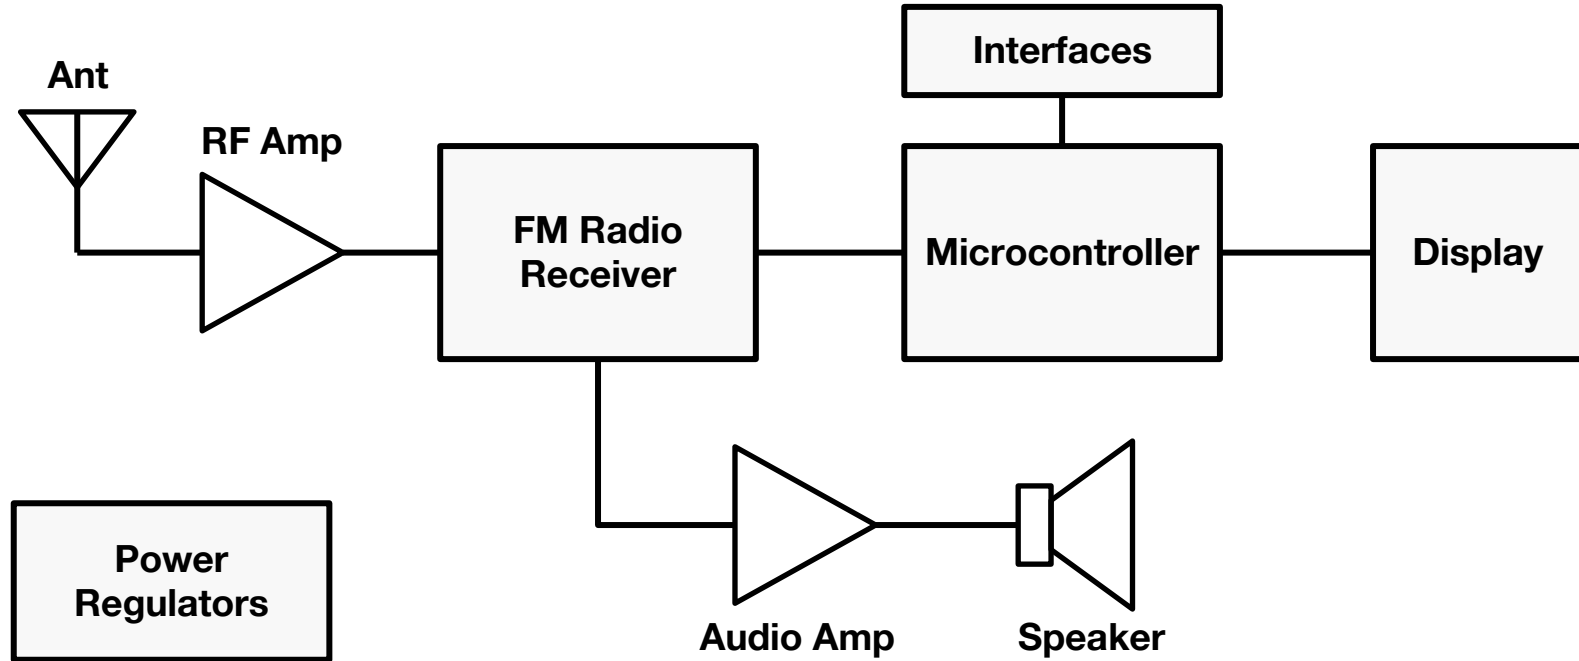 Ant
RF Amp
FM Radio
Receiver
Interfaces
Microcontroller
Display
Power
Regulators
Audio Amp
Speaker